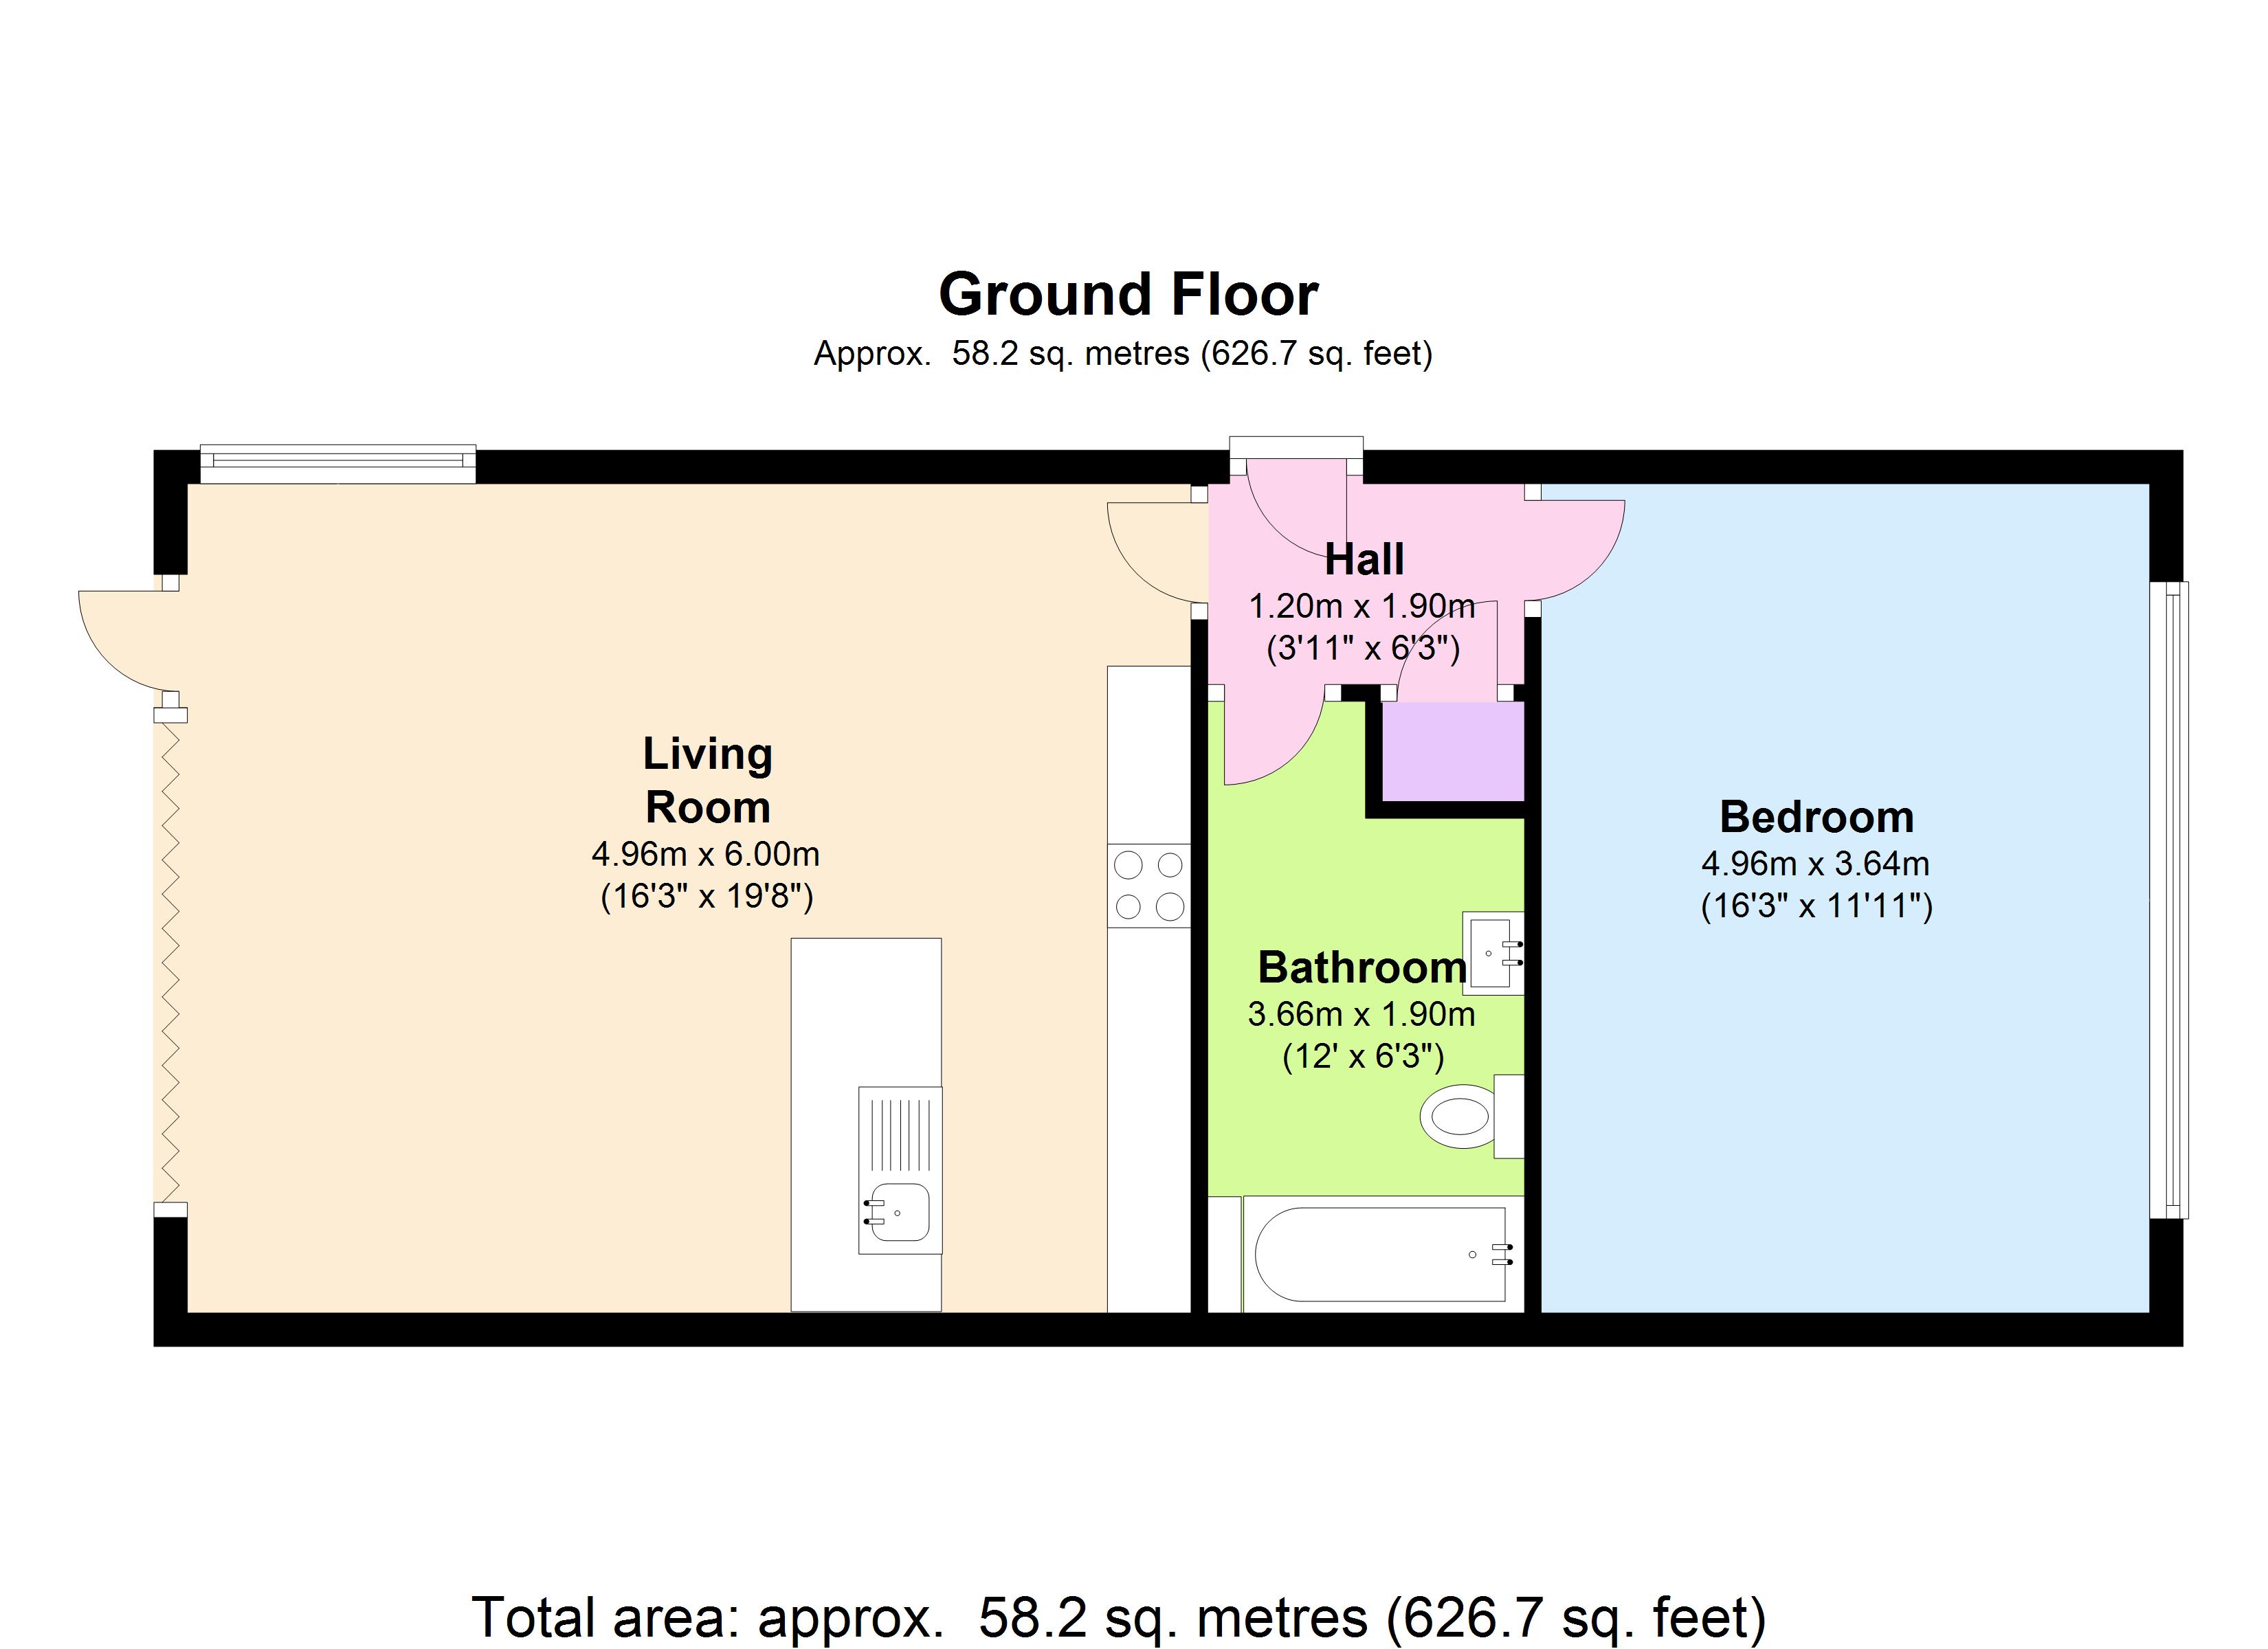 Ground Floor
Approx. 58.2 sq. metres (626.7 sq. feet)
Hall
1.20m x 1.90m
(3'11" x 6'3")
Living
Room
4.96m x 6.00m
(16'3" x 19'8")
Bedroom
4.96m x 3.64m
(16'3" x 11'11")
Bathroom
3.66m x 1.90m
(12' x 6'3")
Total area: approx. 58.2 sq. metres (626.7 sq. feet)